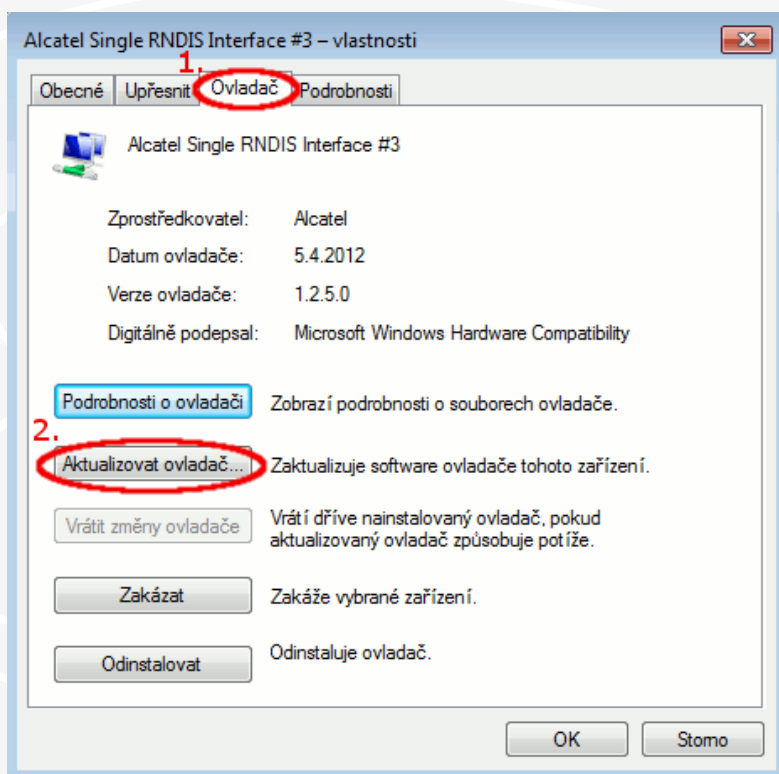 Alcatel Single RNDIS Interface #3 – vlastnosti
1.
Obecné Upřesnit Ovladač Podrobnosti
Alcatel Single RNDIS Interface #3
Zprostředkovatel: Alcatel
Datum ovladače: 5.4.2012
Verze ovladače: 1.2.5.0
Digitálně podepsal: Microsoft Windows Hardware Compatibility
Podrobnosti o ovladači Zobrazí podrobnosti o souborech ovladače.
2.
Aktualizovat ovladač... Zaktualizuje software ovladače tohoto zařízení.
Vrátit změny ovladače Vrátí dříve nainstalovaný ovladač, pokud
aktualizovaný ovladač způsobuje potíže.
Zakázat Zakáže vybrané zařízení.
Odinstalovat Odinstaluje ovladač.
OK Storno